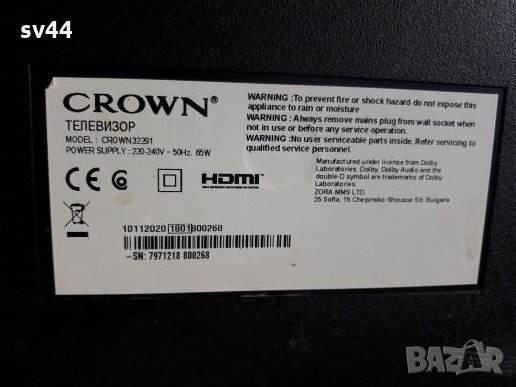 sv44
CROWN®
ТЕЛЕВИЗОР
MODEL : CROWN32291
POWER SUPPLY : 220-240V ~ 50Hz. 65W
WARNING :To prevent fire or shock hazard do not expose this
appliance to rain or moisture
WARNING :Always remove mains plug from wall socket when
not in use or before any service operation.
WARNING :No user serviceable parts inside. Refer servicing to
qualified service personnel.
Manufactured under license from Dolby
Laboratories. Dolby, Dolby Audio and the
double-D symbol are trademarks of Dolby
Laboratories.
ZORA MMS LTD.
25 Sofia, 15 Chepinsko Shousse Str; Bulgaria
CE HDMI
10112020 1801 800268
-SN: 7971218 800268
BAZAR